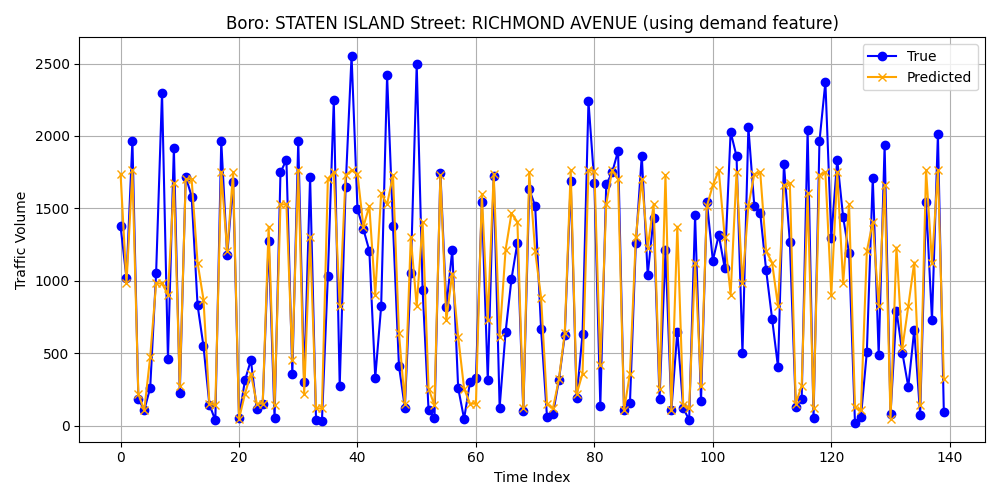 Boro: STATEN ISLAND Street: RICHMOND AVENUE (using demand feature)
True
Predicted
Traffic Volume
2500
2000
1500
1000
500
0
0 20 40 60 80 100 120 140
Time Index